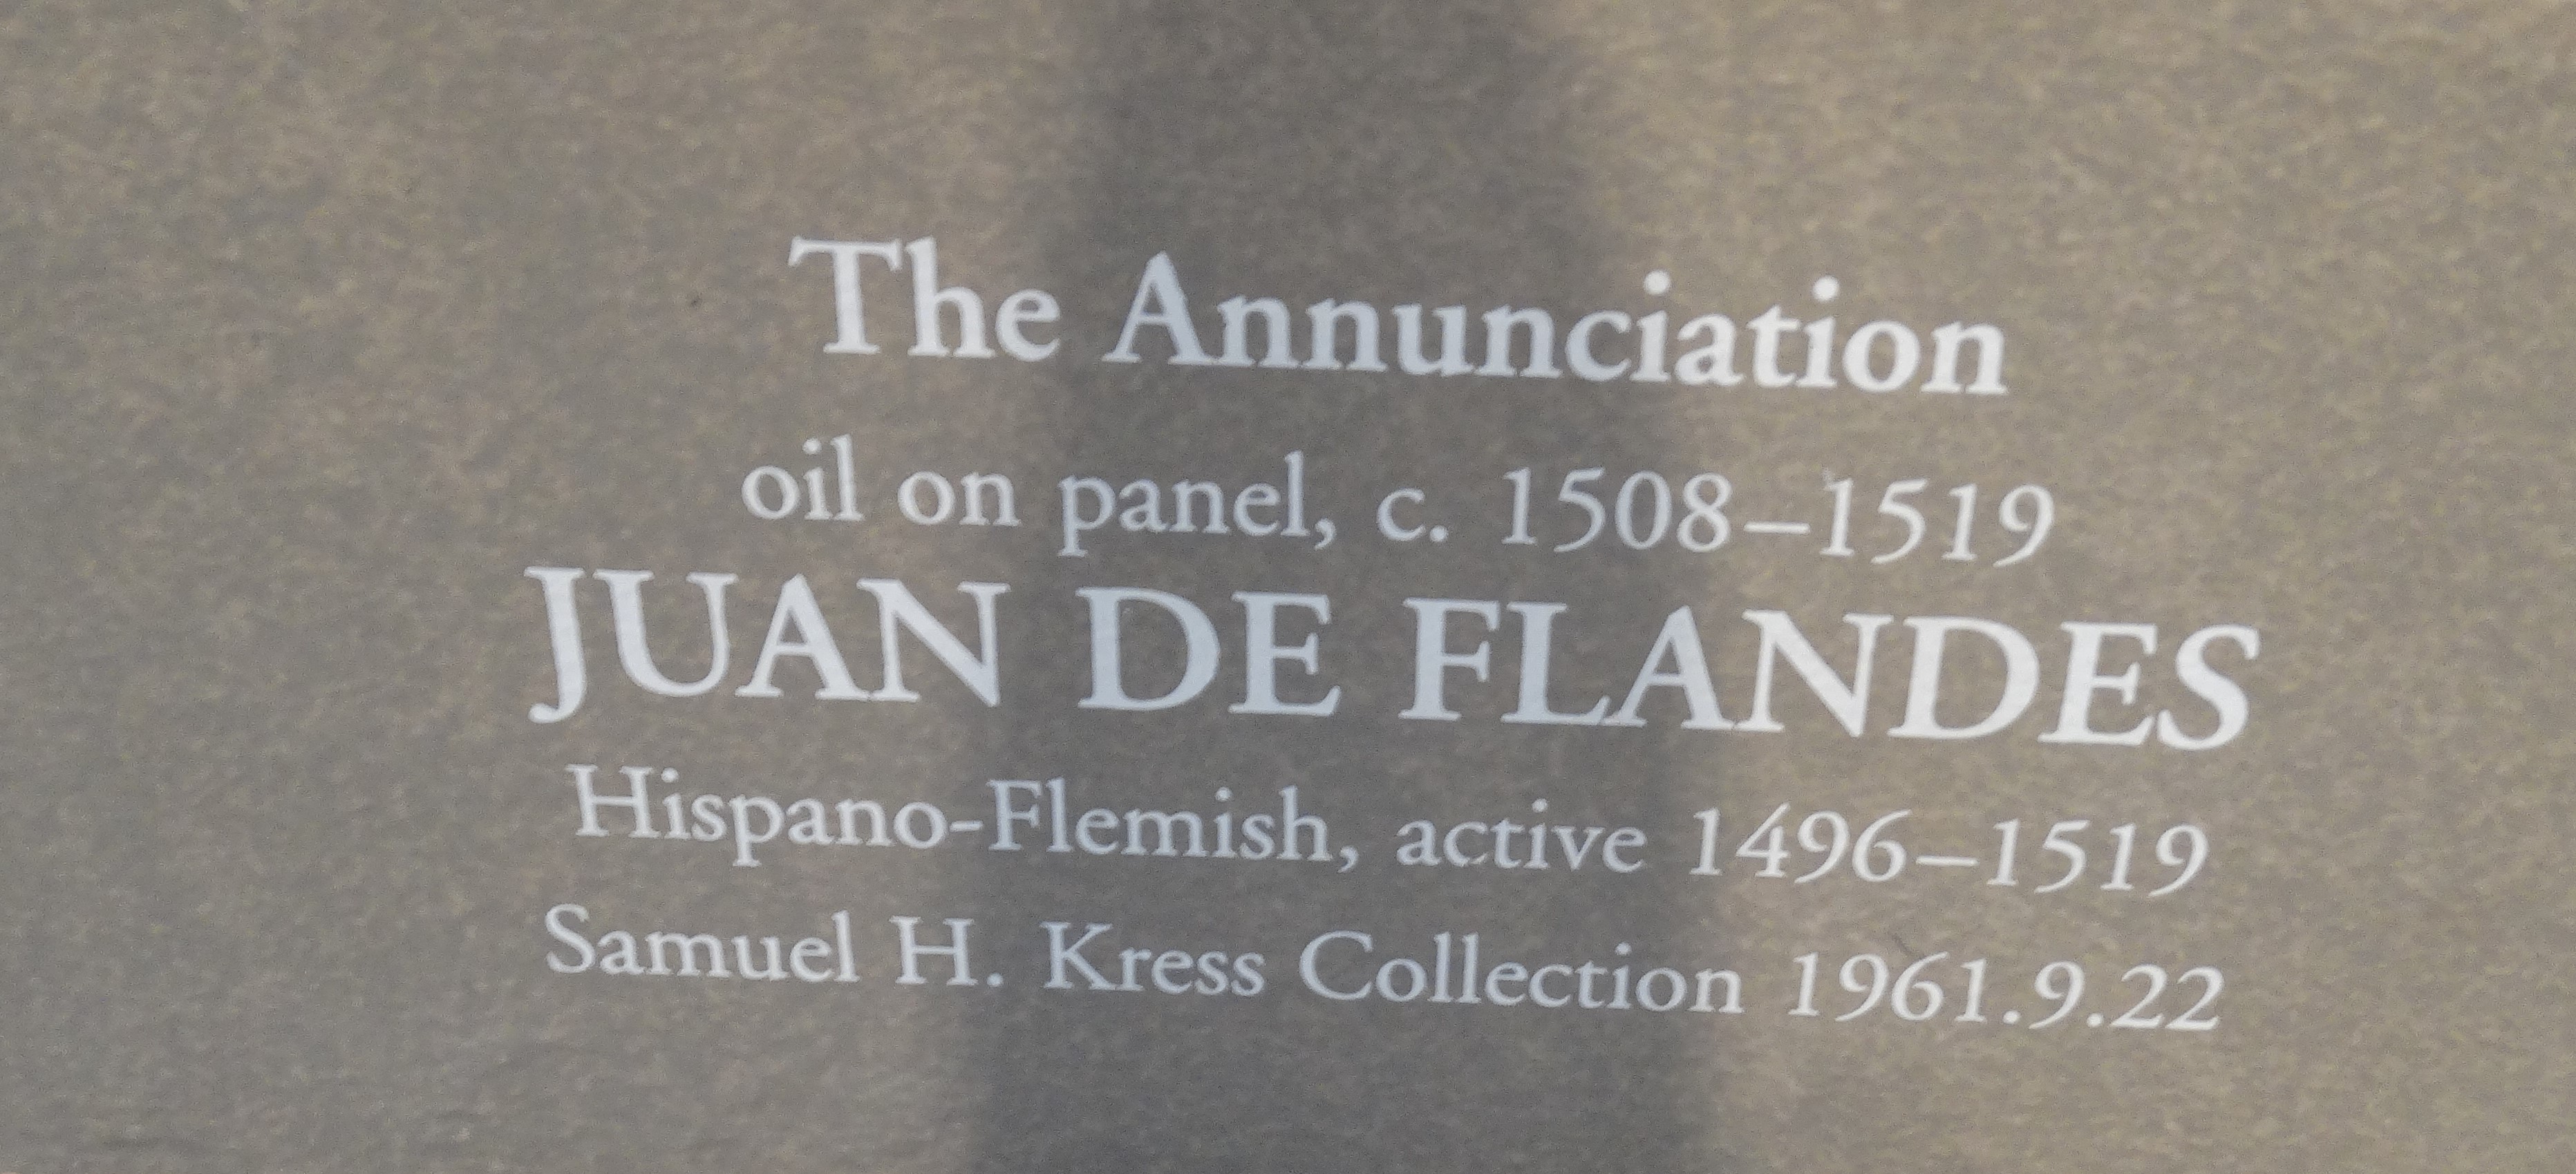 The Annunciation
oil on panel, c. 1508–1519
JUAN DE FLANDES
Hispano-Flemish, active 1496–1519
Samuel H. Kress Collection 1961.9.22